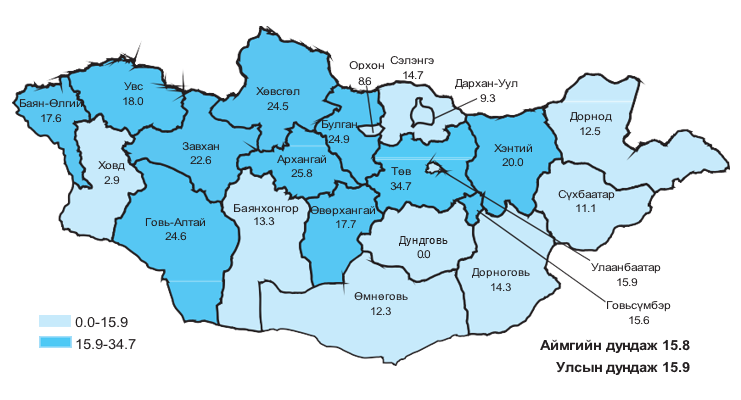 Орхон
8.6
Сэлэнгэ
14.7
Дархан-Уул
9.3
Увс
18.0
Баян-Өлгий
17.6
Хөвсгөл
24.5
Дорнод
12.5
Булган
24.9
Завхан
22.6
Хэнтий
20.0
Ховд
2.9
Архангай
25.8
Төв
34.7
Сүхбаатар
11.1
Говь-Алтай
24.6
Баянхонгор
13.3
Өвөрхангай
17.7
Дундговь
0.0
Улаанбаатар
15.9
Дорноговь
14.3
Өмнөговь
12.3
Говьсүмбэр
15.6
0.0-15.9
15.9-34.7
Аймгийн дундаж 15.8
Улсын дундаж 15.9